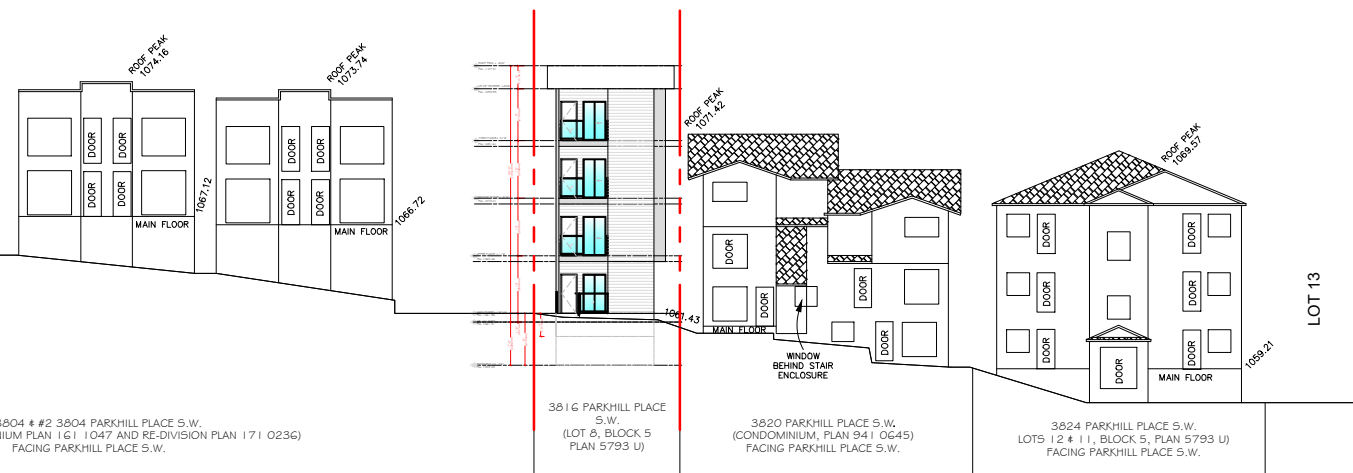 ROOF PEAK
1074.16
ROOF PEAK
1073.74
ROOF PEAK
1071.42
ROOF PEAK
1069.57
DOOR
DOOR
DOOR
DOOR
MAIN FLOOR
1067.12
DOOR
DOOR
DOOR
DOOR
MAIN FLOOR
1066.72
1061.43
DOOR
DOOR
MAIN FLOOR
DOOR
DOOR
WINDOW
BEHIND STAIR
ENCLOSURE
DOOR
DOOR
DOOR
DOOR
DOOR
DOOR
DOOR
MAIN FLOOR
1059.21
LOT 13
3804 & #2 3804 PARKHILL PLACE S.W.
NIUM PLAN 161 1047 AND RE-DIVISION PLAN 171 0236)
FACING PARKHILL PLACE S.W.
3816 PARKHILL PLACE
S.W.
(LOT 8, BLOCK 5
PLAN 5793 U)
3820 PARKHILL PLACE S.W.
(CONDOMINIUM, PLAN 941 0645)
FACING PARKHILL PLACE S.W.
3824 PARKHILL PLACE S.W.
LOTS 12 & 11, BLOCK 5, PLAN 5793 U)
FACING PARKHILL PLACE S.W.